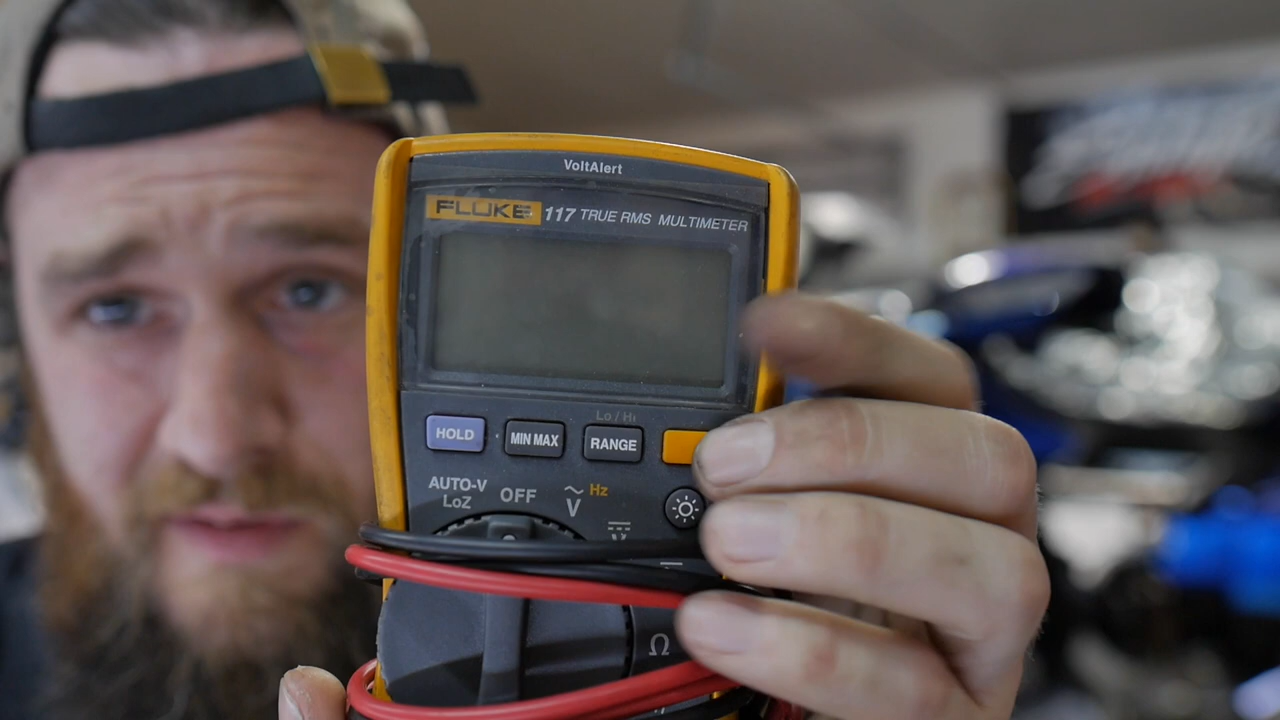 VoltAlert
FLUKE 117 TRUE RMS MULTIMETER
Lo / Hi
HOLD MIN MAX RANGE
AUTO-V LoZ OFF Ṽ Hz
V
Ω